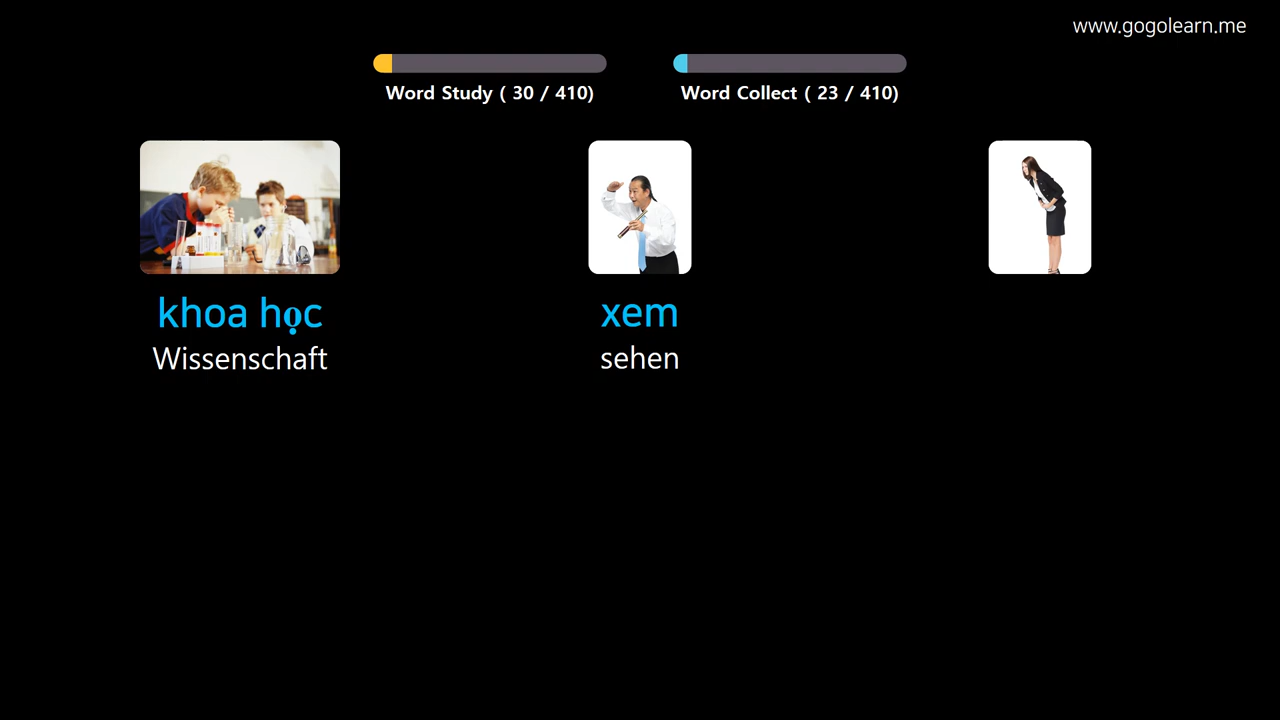 www.gogolearn.me
Word Study ( 30 / 410)
Word Collect ( 23 / 410)
khoa học
Wissenschaft
xem
sehen